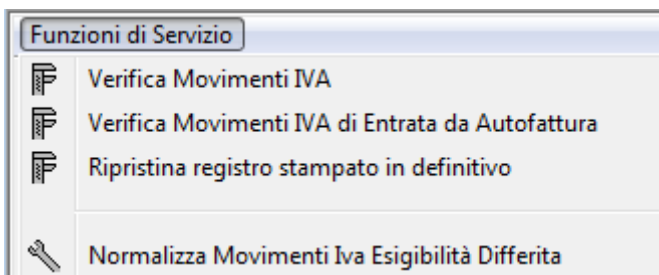 Funzioni di Servizio
Verifica Movimenti IVA
Verifica Movimenti IVA di Entrata da Autofattura
Ripristina registro stampato in definitivo
Normalizza Movimenti Iva Esigibilità Differita